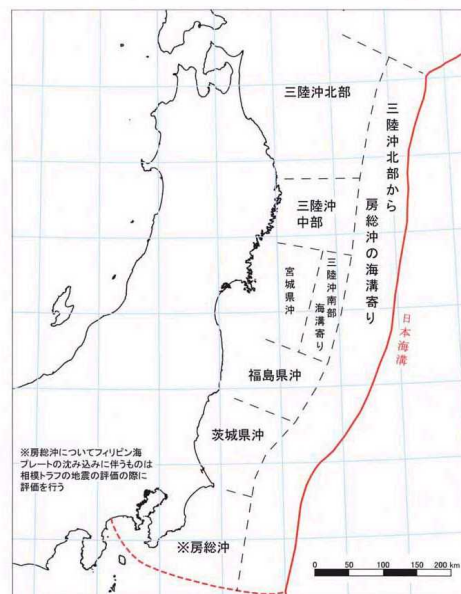 三陸沖北部
三陸沖北部から
房総沖の海溝寄り
三陸沖
中部
宮城県沖
三陸沖南部
海溝寄り
日本海溝
福島県沖
茨城県沖
※房総沖についてフィリピン海
プレートの沈み込みに伴うものは
相模トラフの地震の評価の際に
評価を行う
※房総沖
0 50 100 150 200 km